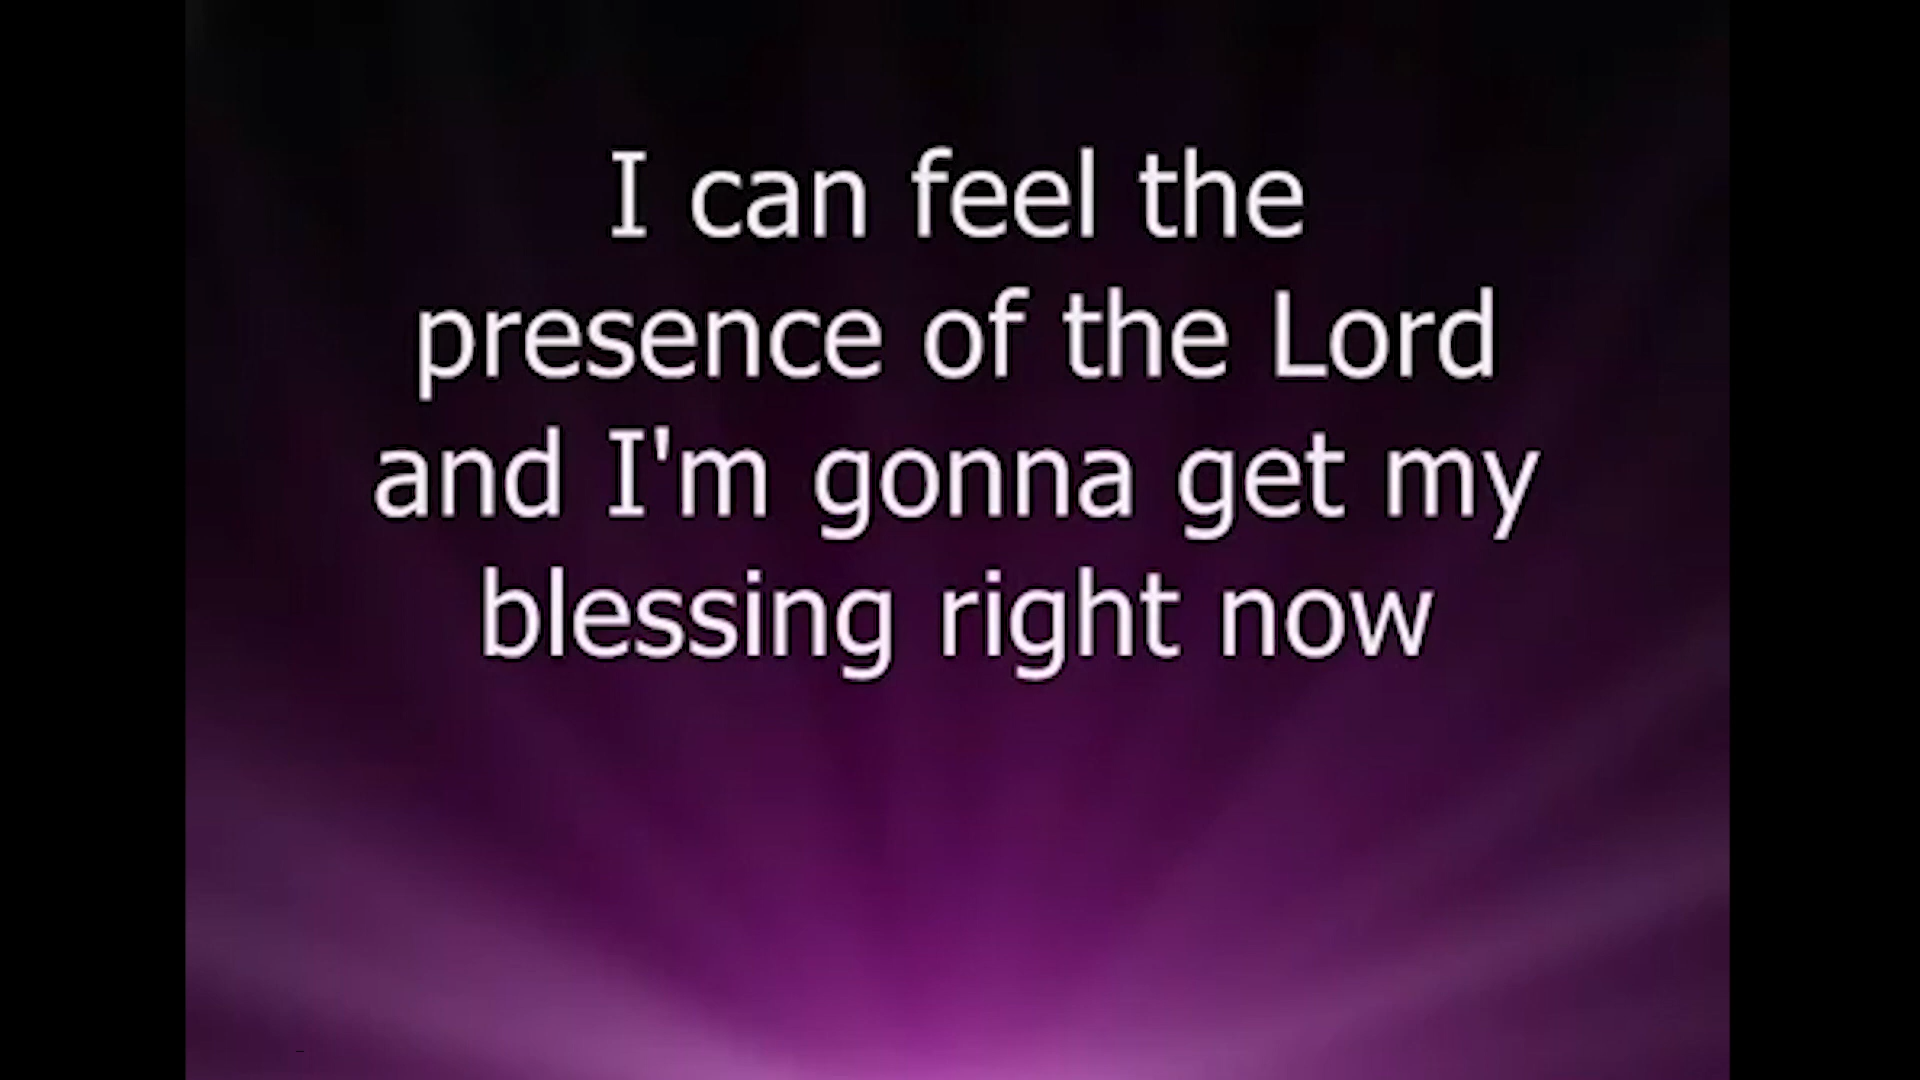 I can feel the
presence of the Lord
and I'm gonna get my
blessing right now